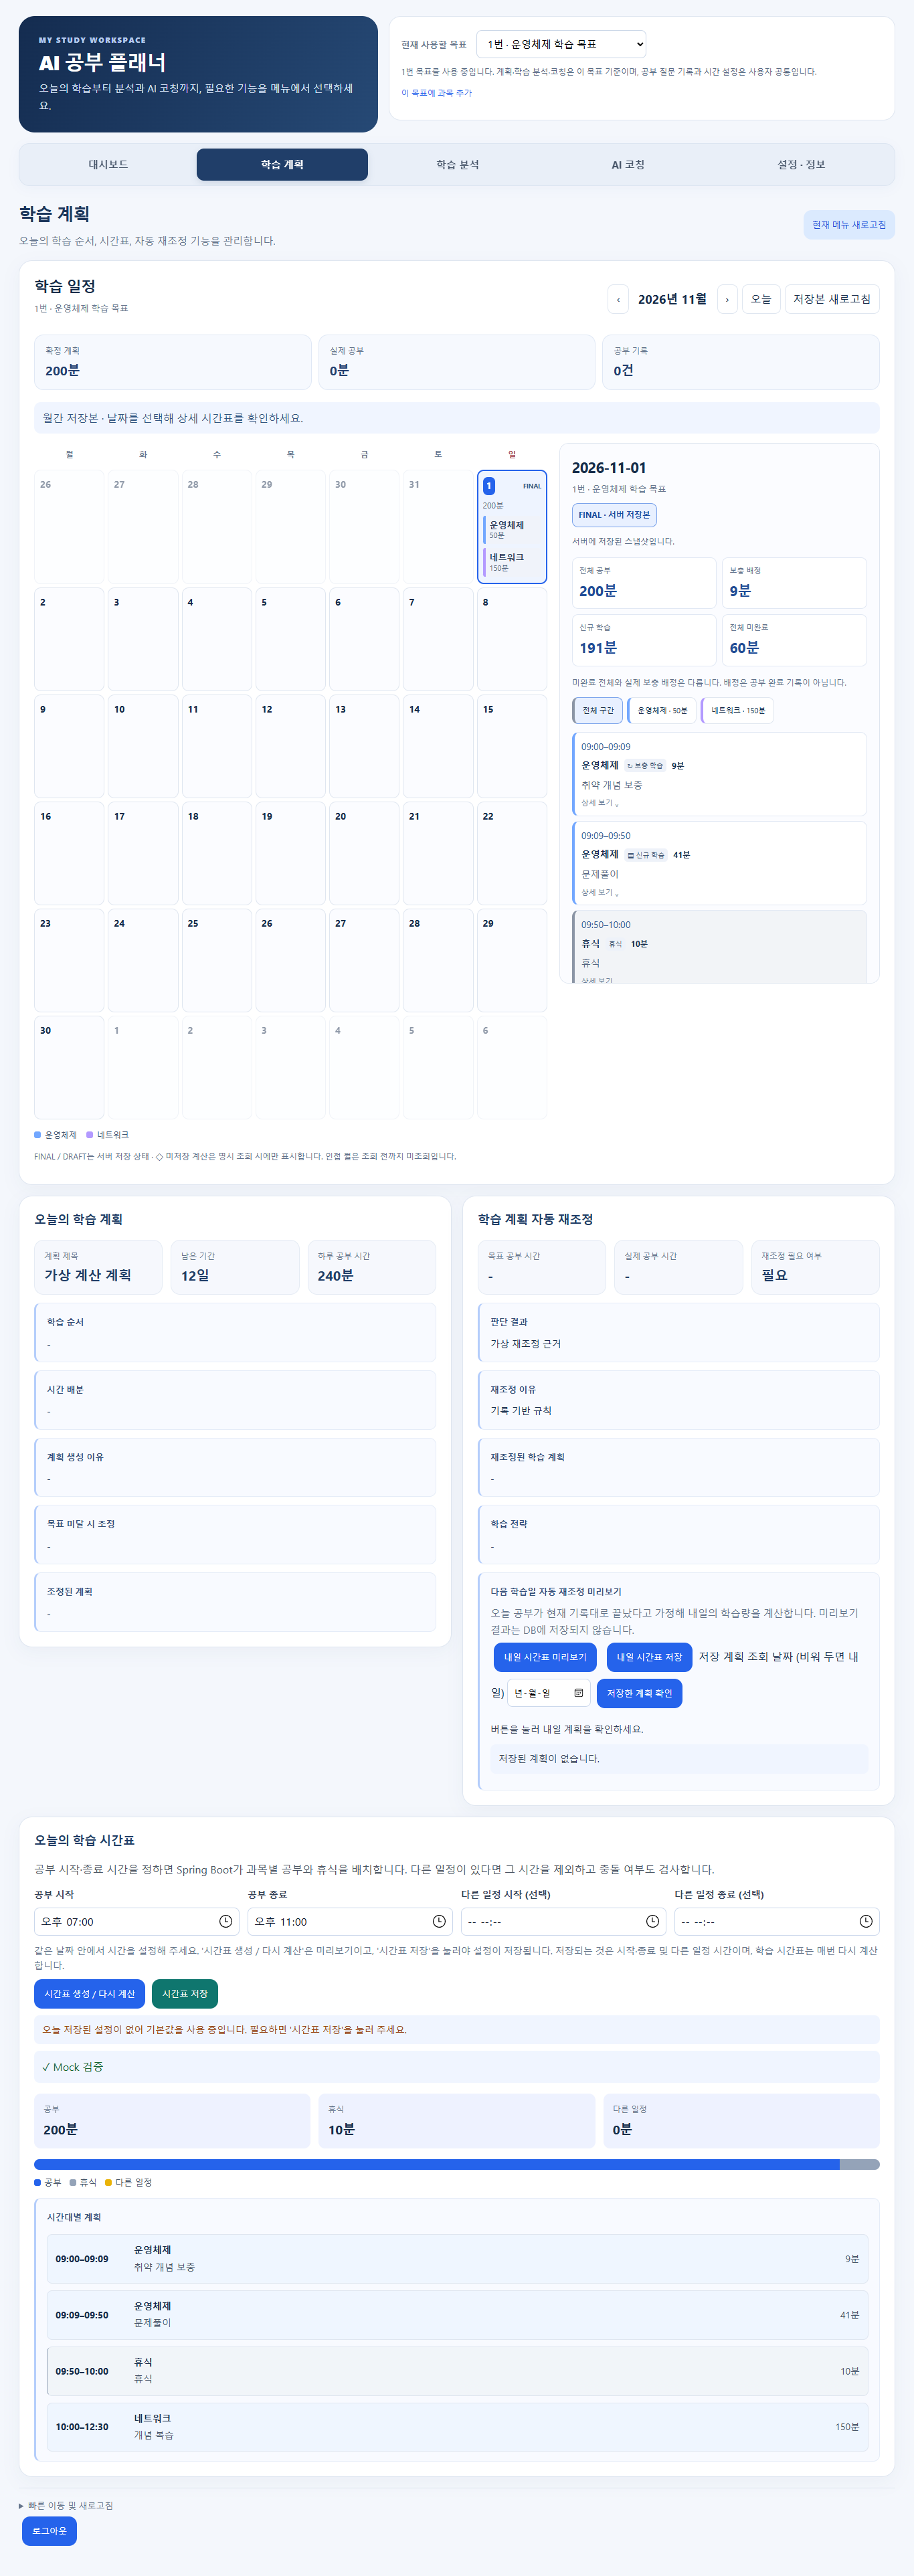 MY STUDY WORKSPACE
AI 공부 플래너
오늘의 학습부터 분석과 AI 코칭까지, 필요한 기능을 메뉴에서 선택하세
요.
현재 사용할 목표
1번 · 운영체제 학습 목표
1번 목표를 사용 중입니다. 계획·학습 분석·코칭은 이 목표 기준이며, 공부 질문 기록과 시간 설정은 사용자 공통입니다.
이 목표에 과목 추가
대시보드
학습 계획
학습 분석
AI 코칭
설정 · 정보
학습 계획
오늘의 학습 순서, 시간표, 자동 재조정 기능을 관리합니다.
현재 메뉴 새로고침
학습 일정
1번 · 운영체제 학습 목표
‹
2026년 11월
›
오늘
저장본 새로고침
확정 계획
200분
실제 공부
0분
공부 기록
0건
월간 저장본 · 날짜를 선택해 상세 시간표를 확인하세요.
월 화 수 목 금 토 일
26 27 28 29 30 31 1 FINAL
200분
운영체제
50분
네트워크
150분
2 3 4 5 6 7 8
9 10 11 12 13 14 15
16 17 18 19 20 21 22
23 24 25 26 27 28 29
30 1 2 3 4 5 6
운영체제 네트워크
FINAL / DRAFT는 서버 저장 상태 · ◇ 미저장 계산은 명시 조회 시에만 표시합니다. 인접 월은 조회 전까지 미조회입니다.
2026-11-01
1번 · 운영체제 학습 목표
FINAL · 서버 저장본
서버에 저장된 스냅샷입니다.
전체 공부
200분
보충 배정
9분
신규 학습
191분
전체 미완료
60분
미완료 전체와 실제 보충 배정은 다릅니다. 배정은 공부 완료 기록이 아닙니다.
전체 구간
운영체제 · 50분
네트워크 · 150분
09:00–09:09
운영체제 ↻ 보충 학습 9분
취약 개념 보충
상세 보기 ⌄
09:09–09:50
운영체제 ▦ 신규 학습 41분
문제풀이
상세 보기 ⌄
09:50–10:00
휴식 휴식 10분
휴식
상세 보기
오늘의 학습 계획
계획 제목
가상 계산 계획
남은 기간
12일
하루 공부 시간
240분
학습 순서
-
시간 배분
-
계획 생성 이유
-
목표 미달 시 조정
-
조정된 계획
-
학습 계획 자동 재조정
목표 공부 시간
-
실제 공부 시간
-
재조정 필요 여부
필요
판단 결과
가상 재조정 근거
재조정 이유
기록 기반 규칙
재조정된 학습 계획
-
학습 전략
-
다음 학습일 자동 재조정 미리보기
오늘 공부가 현재 기록대로 끝났다고 가정해 내일의 학습량을 계산합니다. 미리보기
결과는 DB에 저장되지 않습니다.
내일 시간표 미리보기 내일 시간표 저장 저장 계획 조회 날짜 (비워 두면 내
일) 년-월-일 저장한 계획 확인
버튼을 눌러 내일 계획을 확인하세요.
저장된 계획이 없습니다.
오늘의 학습 시간표
공부 시작·종료 시간을 정하면 Spring Boot가 과목별 공부와 휴식을 배치합니다. 다른 일정이 있다면 그 시간을 제외하고 충돌 여부도 검사합니다.
공부 시작
오후 07:00
공부 종료
오후 11:00
다른 일정 시작 (선택)
-- --:--
다른 일정 종료 (선택)
-- --:--
같은 날짜 안에서 시간을 설정해 주세요. '시간표 생성 / 다시 계산'은 미리보기이고, '시간표 저장'을 눌러야 설정이 저장됩니다. 저장되는 것은 시작·종료 및 다른 일정 시간이며, 학습 시간표는 매번 다시 계산
합니다.
시간표 생성 / 다시 계산
시간표 저장
오늘 저장된 설정이 없어 기본값을 사용 중입니다. 필요하면 '시간표 저장'을 눌러 주세요.
✓ Mock 검증
공부
200분
휴식
10분
다른 일정
0분
공부 휴식 다른 일정
시간대별 계획
09:00–09:09
운영체제
취약 개념 보충
9분
09:09–09:50
운영체제
문제풀이
41분
09:50–10:00
휴식
휴식
10분
10:00–12:30
네트워크
개념 복습
150분
▶ 빠른 이동 및 새로고침
로그아웃